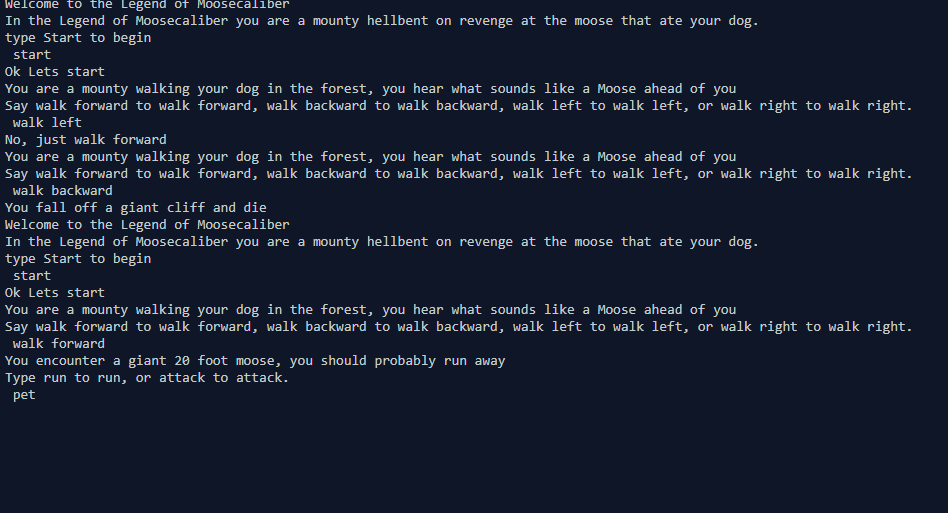 Welcome to the Legend of Moosecaliber
In the Legend of Moosecaliber you are a mounty hellbent on revenge at the moose that ate your dog.
type Start to begin
start
Ok Lets start
You are a mounty walking your dog in the forest, you hear what sounds like a Moose ahead of you
Say walk forward to walk forward, walk backward to walk backward, walk left to walk left, or walk right to walk right.
walk left
No, just walk forward
You are a mounty walking your dog in the forest, you hear what sounds like a Moose ahead of you
Say walk forward to walk forward, walk backward to walk backward, walk left to walk left, or walk right to walk right.
walk backward
You fall off a giant cliff and die
Welcome to the Legend of Moosecaliber
In the Legend of Moosecaliber you are a mounty hellbent on revenge at the moose that ate your dog.
type Start to begin
start
Ok Lets start
You are a mounty walking your dog in the forest, you hear what sounds like a Moose ahead of you
Say walk forward to walk forward, walk backward to walk backward, walk left to walk left, or walk right to walk right.
walk forward
You encounter a giant 20 foot moose, you should probably run away
Type run to run, or attack to attack.
pet